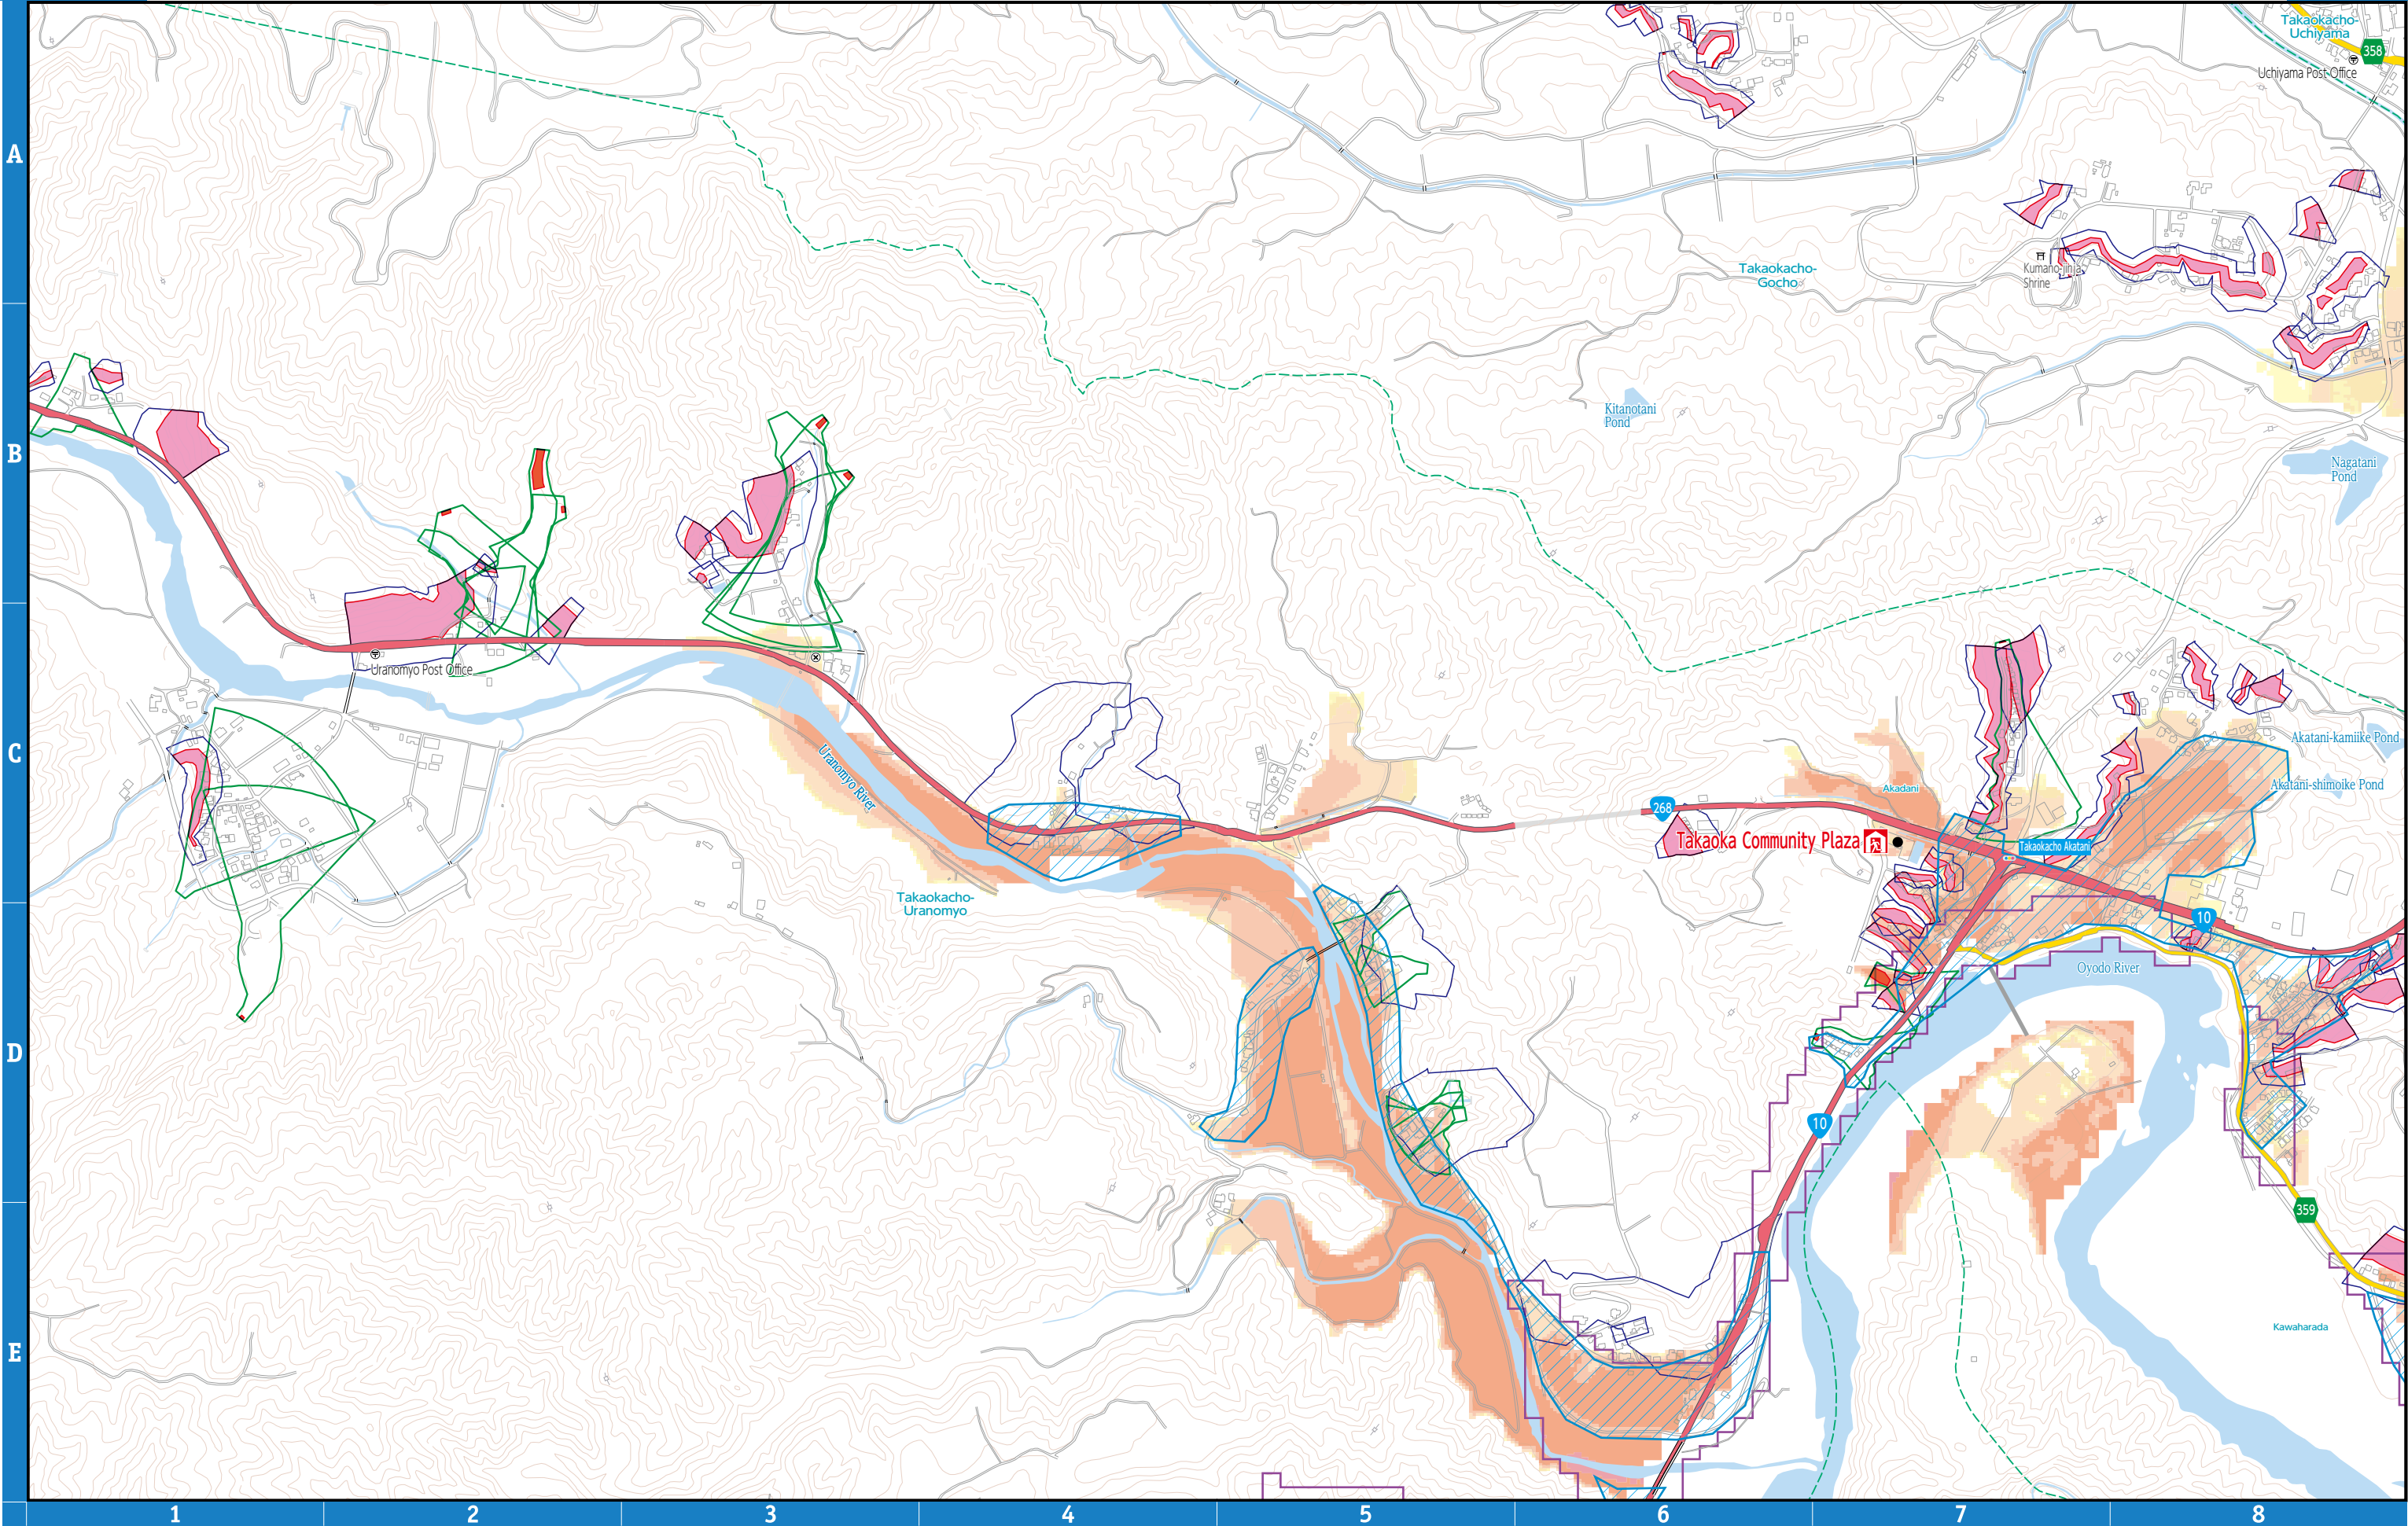 Takaokacho-
Uchiyama
358
Uchiyama Post Office
A
Takaokacho-
Gocho
Kumano-jinja
Shrine
Kitanotani
Pond
B
Nagatani
Pond
Uranomyo Post Office
C
Uranomyo River
Akatani-kamiike Pond
Akatani-shimoike Pond
Akadani
268
Takaoka Community Plaza
Takaokacho Akatani
Takaokacho-
Uranomyo
10
Oyodo River
D
10
359
Kawaharada
E
1 2 3 4 5 6 7 8